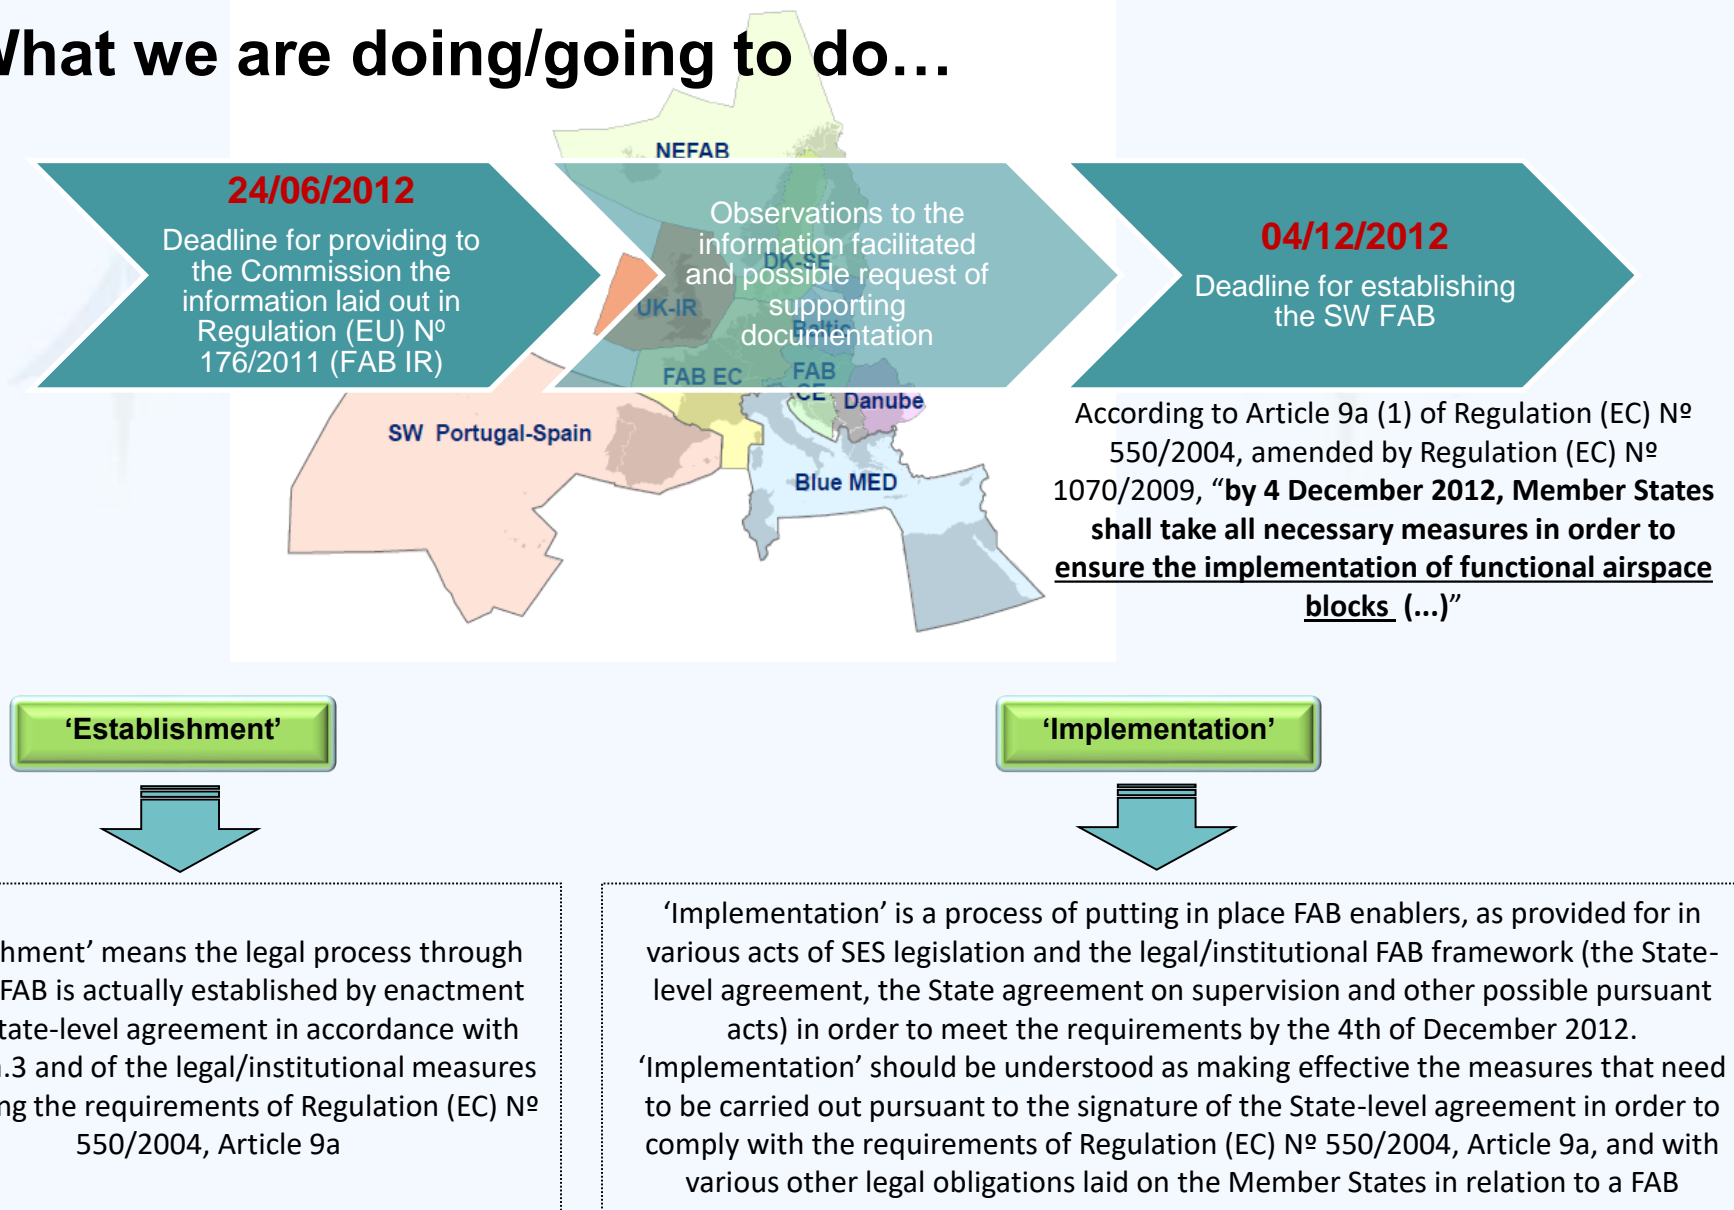 What we are doing/going to do…
NEFAB
24/06/2012
Deadline for providing to
the Commission the
information laid out in
Regulation (EU) Nº
176/2011 (FAB IR)
Observations to the
information facilitated
and possible request of
supporting
documentation
04/12/2012
Deadline for establishing
the SW FAB
DK-SE
UK-IR
Baltic
FAB EC
FAB
CE
Danube
SW Portugal-Spain
Blue MED
According to Article 9a (1) of Regulation (EC) Nº
550/2004, amended by Regulation (EC) Nº
1070/2009, “by 4 December 2012, Member States
shall take all necessary measures in order to
ensure the implementation of functional airspace
blocks (...)”
‘Establishment’
‘Implementation’
hment’ means the legal process through
FAB is actually established by enactment
tate-level agreement in accordance with
.3 and of the legal/institutional measures
ng the requirements of Regulation (EC) Nº
550/2004, Article 9a
‘Implementation’ is a process of putting in place FAB enablers, as provided for in
various acts of SES legislation and the legal/institutional FAB framework (the State-
level agreement, the State agreement on supervision and other possible pursuant
acts) in order to meet the requirements by the 4th of December 2012.
‘Implementation’ should be understood as making effective the measures that need
to be carried out pursuant to the signature of the State-level agreement in order to
comply with the requirements of Regulation (EC) Nº 550/2004, Article 9a, and with
various other legal obligations laid on the Member States in relation to a FAB